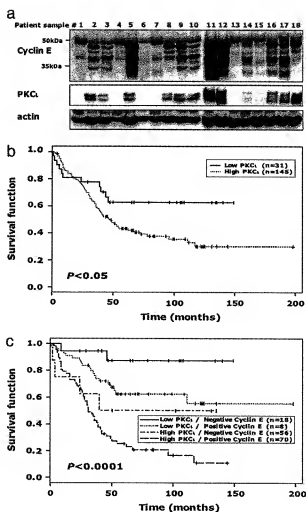 a
Patient sample
# 1 2 3 4 5 6 7 8 9 10 11 12 13 14 15 16 17 18
50kDa
Cyclin E
35kDa
PKCι
actin
b
1.0
0.8
0.6
0.4
0.2
0.0
Survival function
Low PKCι (n=31)
High PKCι (n=145)
P<0.05
0 50 100 150 200
Time (months)
c
1.0
0.8
0.6
0.4
0.2
0.0
Survival function
Low PKCι / Negative Cyclin E (n=18)
Low PKCι / Positive Cyclin E (n=8)
High PKCι / Negative Cyclin E (n=56)
High PKCι / Positive Cyclin E (n=70)
P<0.0001
0 50 100 150 200
Time (months)